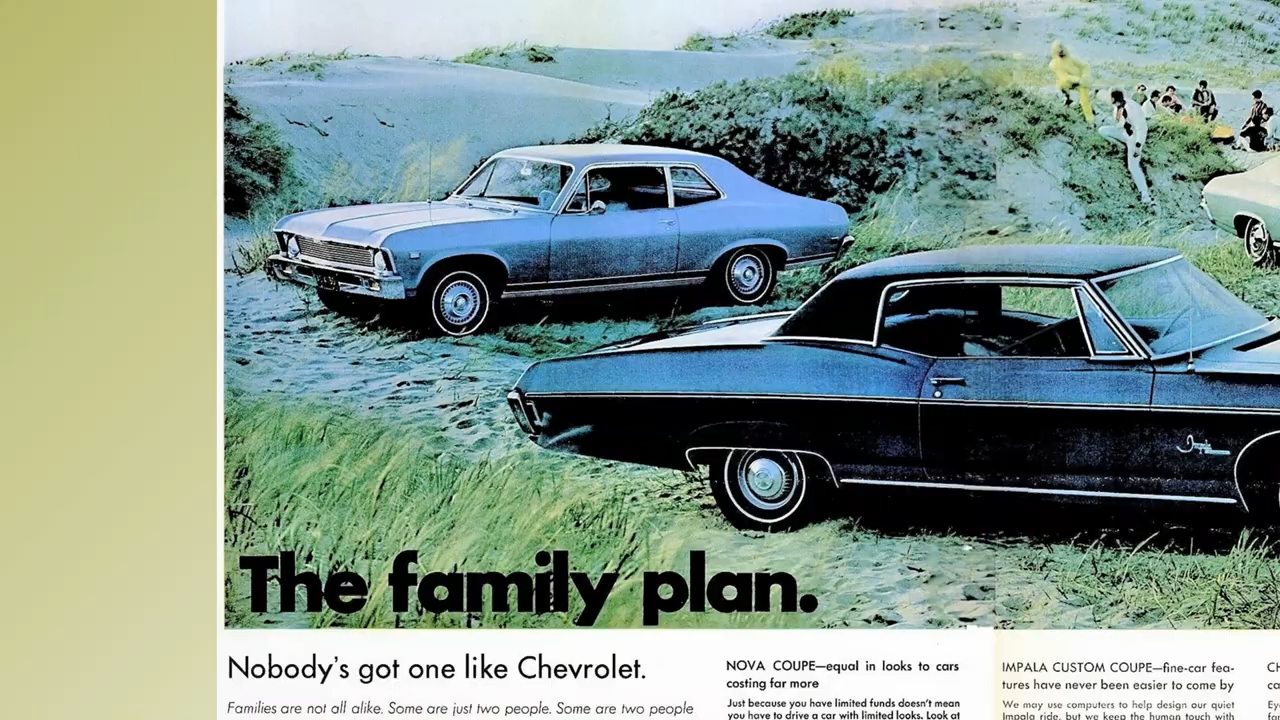 The family plan.
Nobody's got one like Chevrolet.
Families are not all alike. Some are just two people. Some are two people
NOVA COUPE—equal in looks to cars
costing far more
Just because you have limited funds doesn't mean
you have to drive a car with limited looks. Look at
IMPALA CUSTOM COUPE—fine-car fea-
tures have never been easier to come by
We may use computers to help design our quiet
Impala ride, but we keep the human touch with
CH
ca
Impala